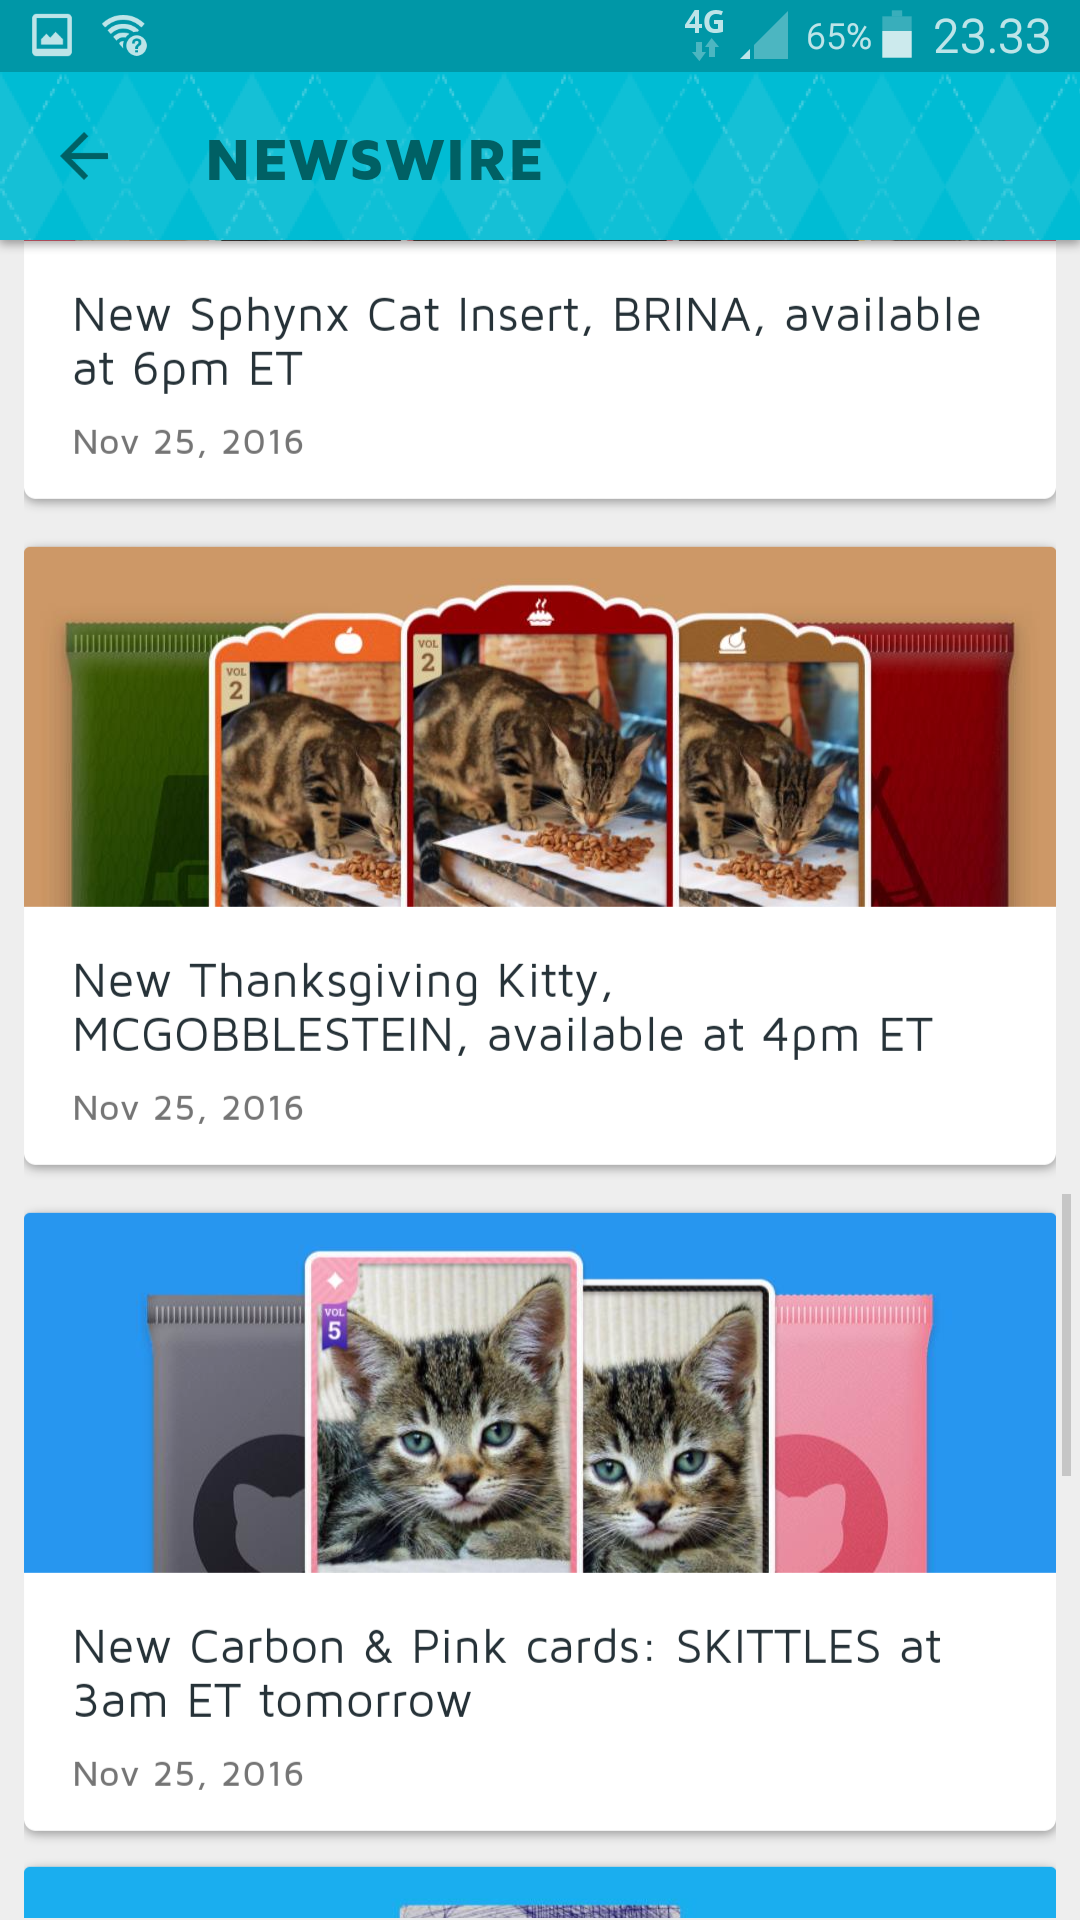 4G 65% 23.33
NEWSWIRE
New Sphynx Cat Insert, BRINA, available
at 6pm ET
Nov 25, 2016
VOL
2
VOL
2
New Thanksgiving Kitty,
MCGOBBLESTEIN, available at 4pm ET
Nov 25, 2016
VOL
5
New Carbon & Pink cards: SKITTLES at
3am ET tomorrow
Nov 25, 2016